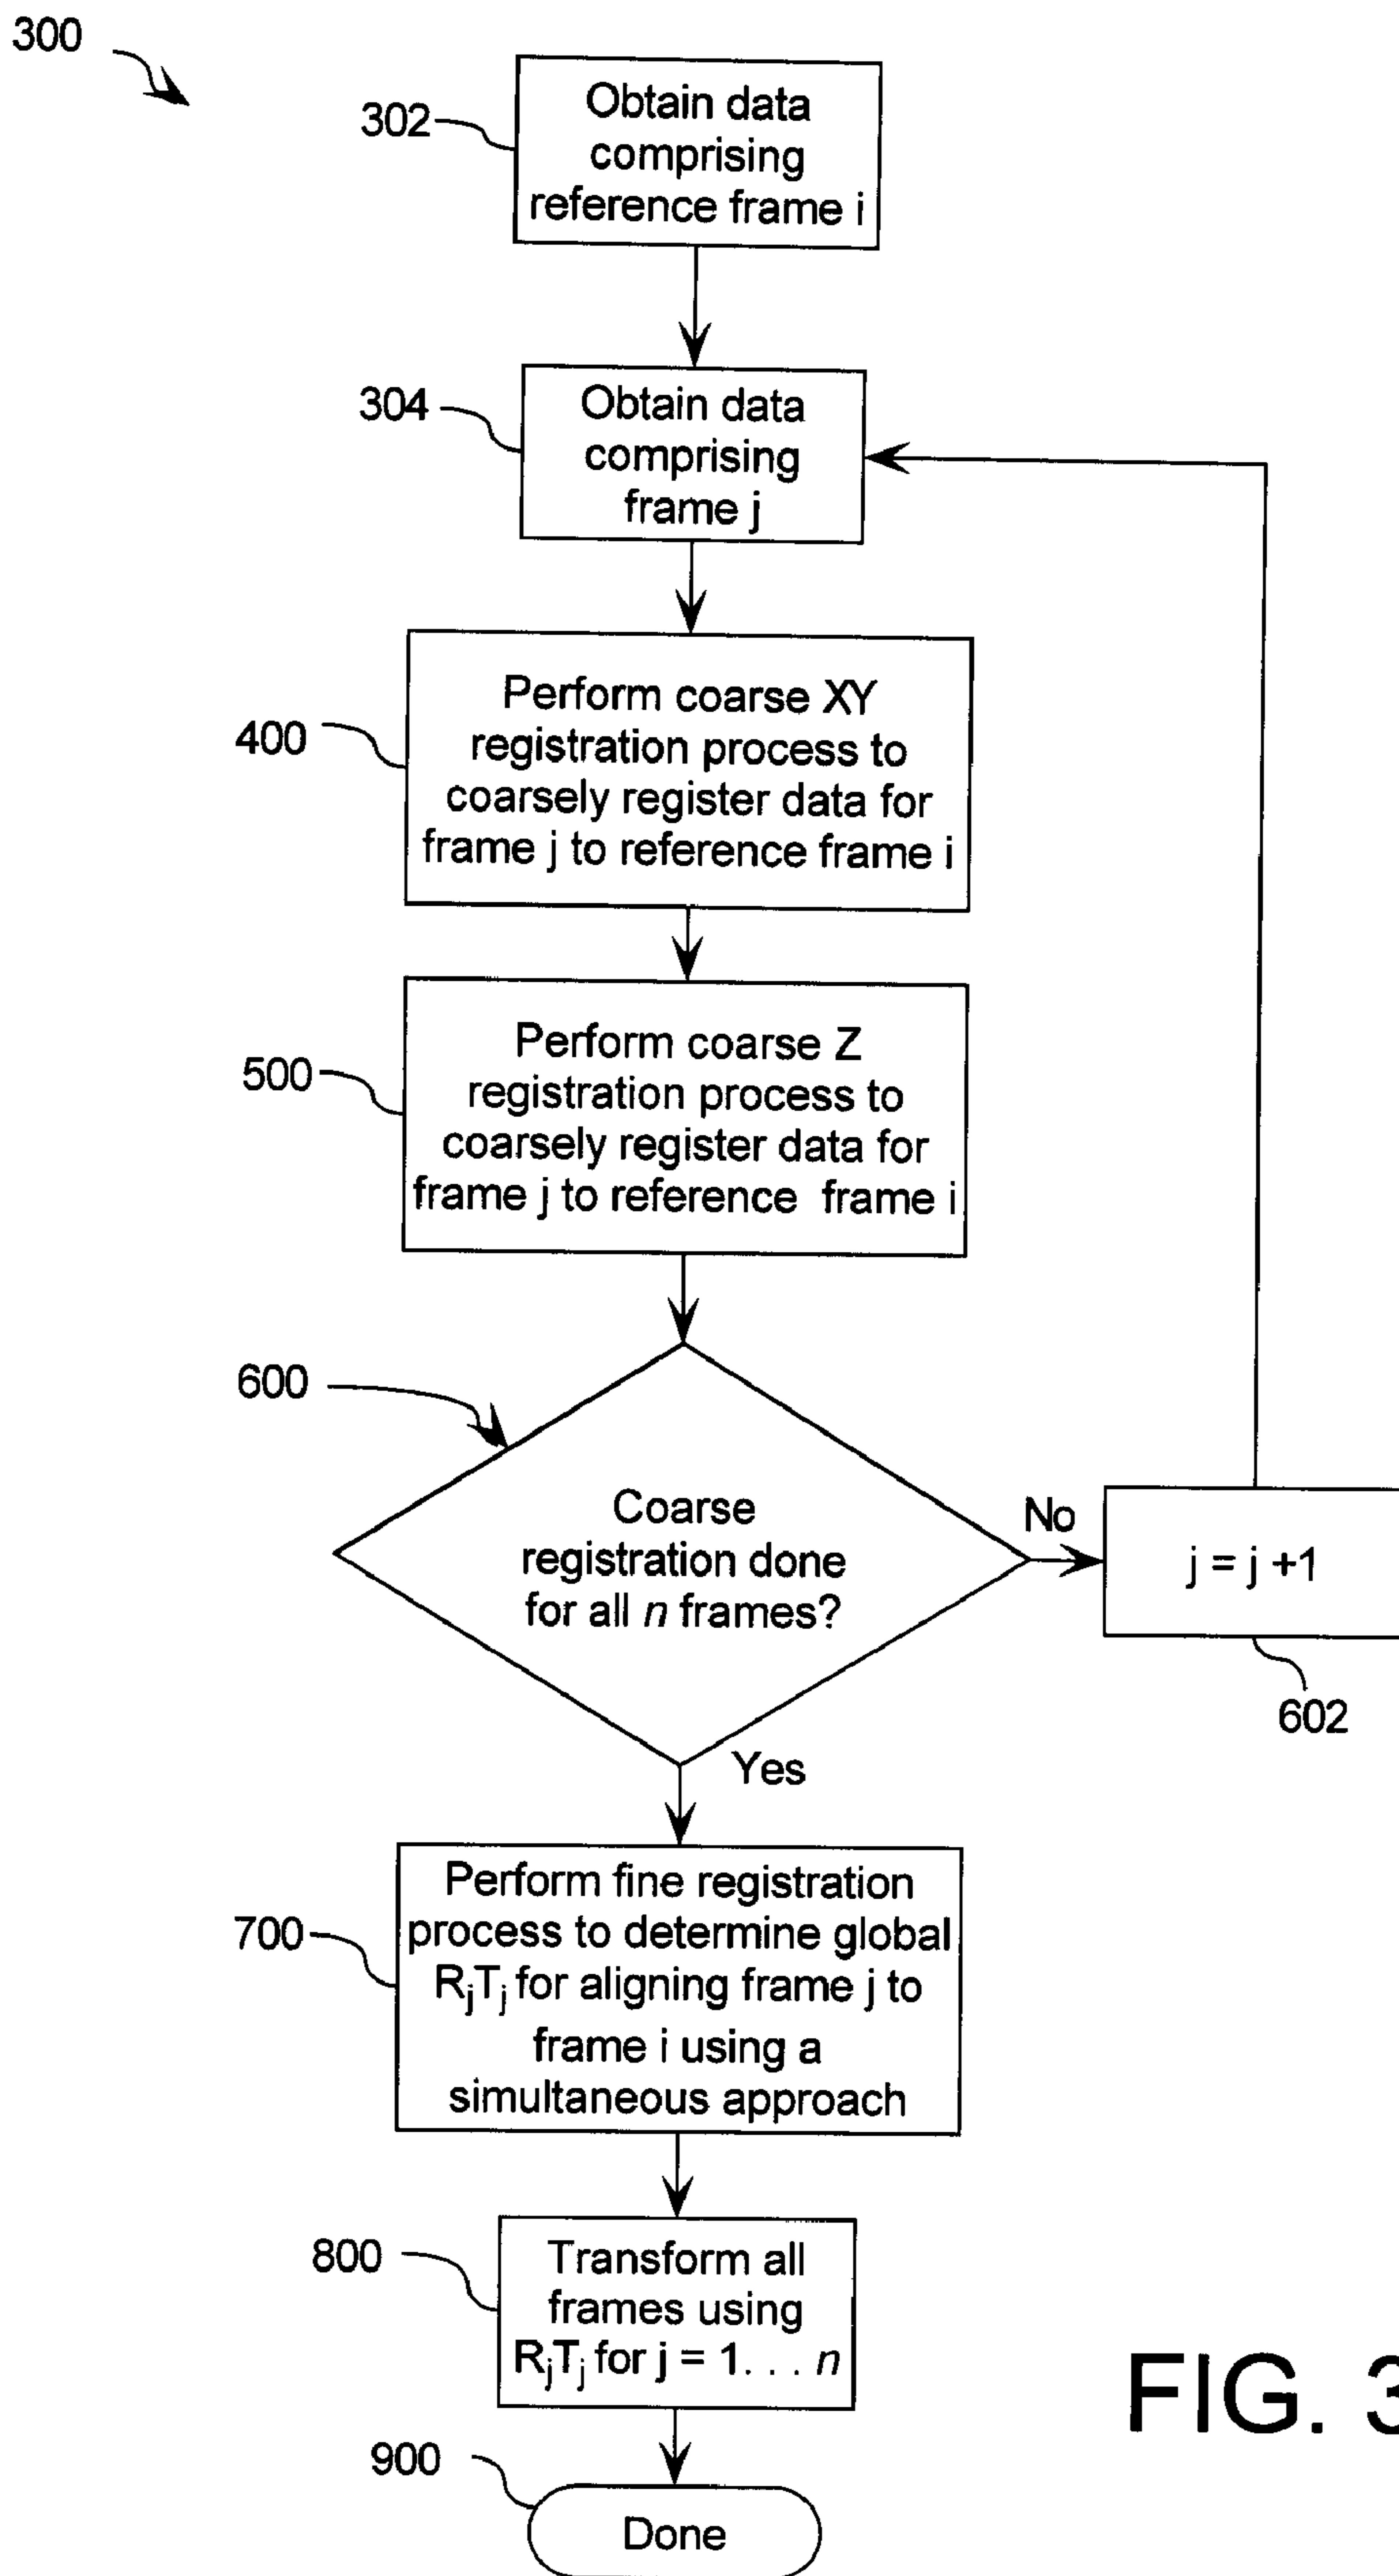 300
302
Obtain data
comprising
reference frame i
304
Obtain data
comprising
frame j
400
Perform coarse XY
registration process to
coarsely register data for
frame j to reference frame i
500
Perform coarse Z
registration process to
coarsely register data for
frame j to reference frame i
600
Coarse
registration done
for all n frames?
No
j = j +1
602
Yes
700
Perform fine registration
process to determine global
RjTj for aligning frame j to
frame i using a
simultaneous approach
800
Transform all
frames using
RjTj for j = 1. . . n
FIG. 3
900
Done